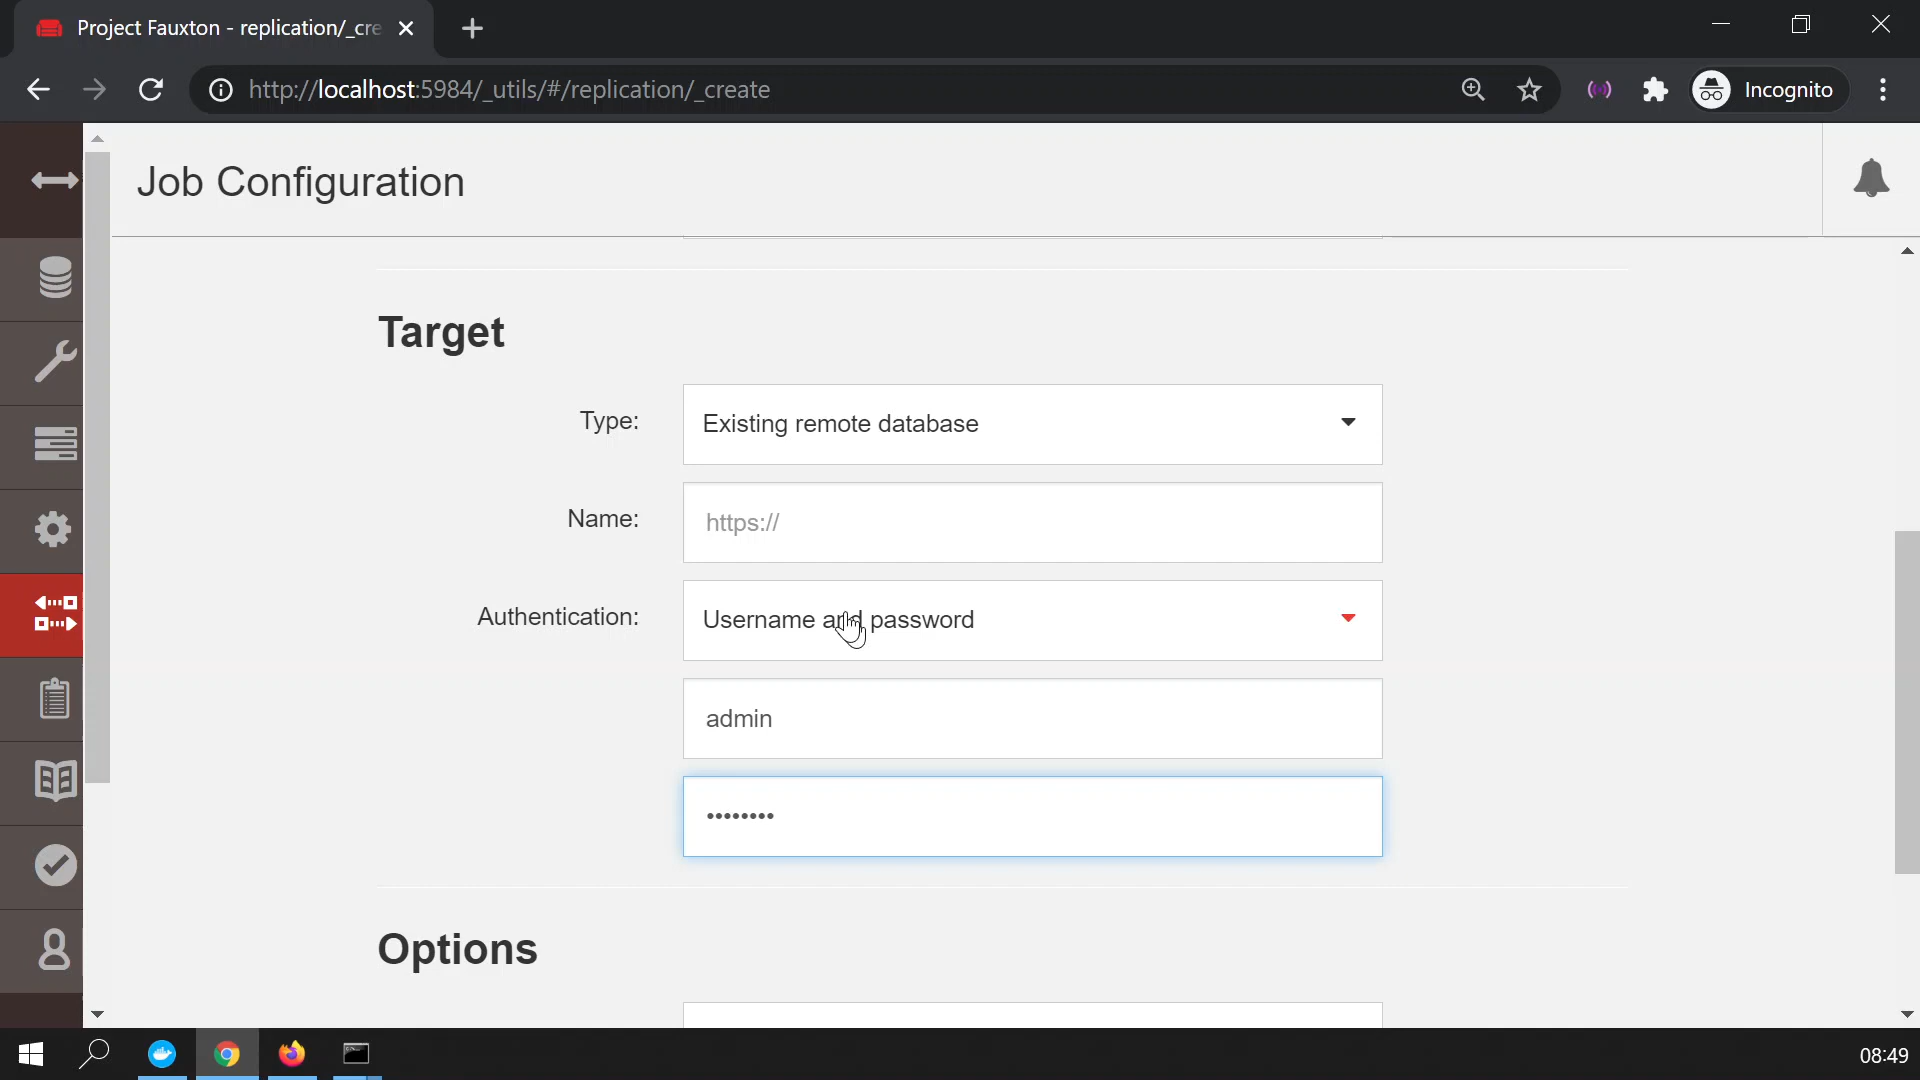 Project Fauxton - replication/_cre
http://localhost:5984/_utils/#/replication/_create
Incognito
Job Configuration
Target
Type:
Existing remote database
Name:
https://
Authentication:
Username and password
admin
••••••••
Options
08:49